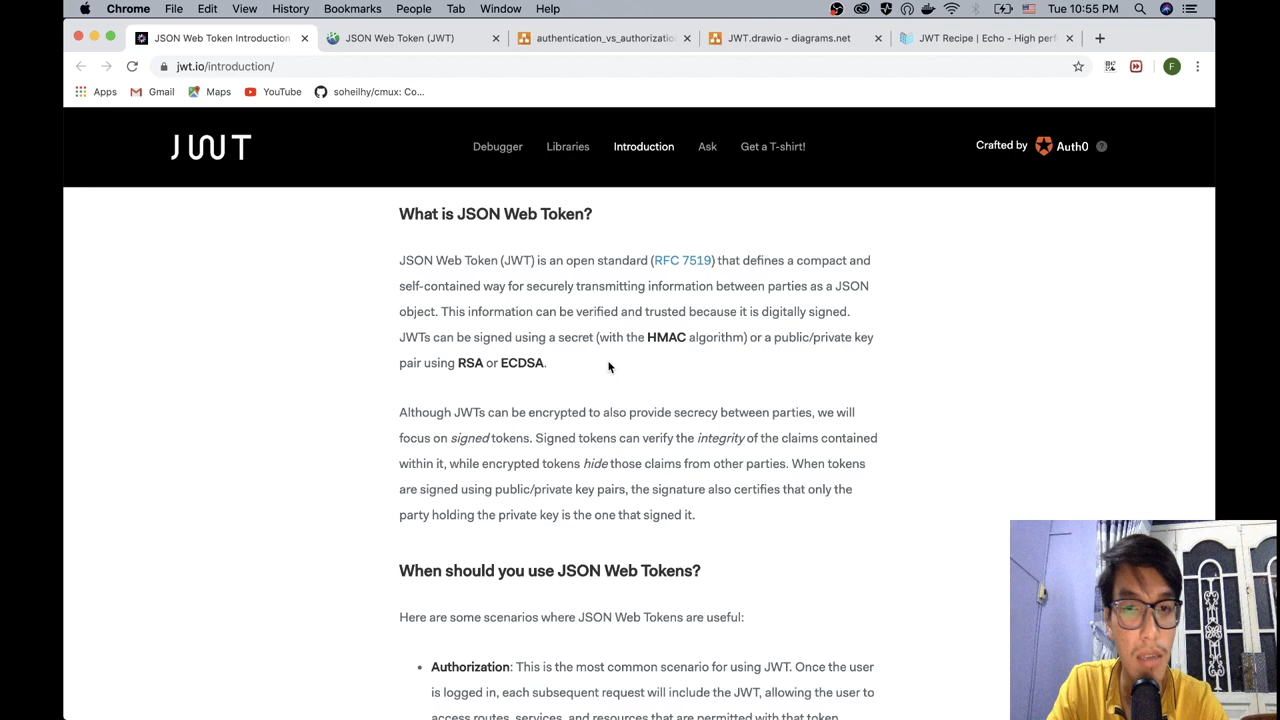 Chrome File Edit View History Bookmarks People Tab Window Help Tue 10:55 PM
JSON Web Token Introduction JSON Web Token (JWT) authentication_vs_authorizatio JWT.drawio - diagrams.net JWT Recipe | Echo - High perf
jwt.io/introduction/ F
Apps Gmail Maps YouTube soheilhy/cmux: Co...
JWT Debugger Libraries Introduction Ask Get a T-shirt! Crafted by Auth0 ?
What is JSON Web Token?
JSON Web Token (JWT) is an open standard (RFC 7519) that defines a compact and
self-contained way for securely transmitting information between parties as a JSON
object. This information can be verified and trusted because it is digitally signed.
JWTs can be signed using a secret (with the HMAC algorithm) or a public/private key
pair using RSA or ECDSA.
Although JWTs can be encrypted to also provide secrecy between parties, we will
focus on signed tokens. Signed tokens can verify the integrity of the claims contained
within it, while encrypted tokens hide those claims from other parties. When tokens
are signed using public/private key pairs, the signature also certifies that only the
party holding the private key is the one that signed it.
When should you use JSON Web Tokens?
Here are some scenarios where JSON Web Tokens are useful:
• Authorization: This is the most common scenario for using JWT. Once the user
is logged in, each subsequent request will include the JWT, allowing the user to
access routes, services, and resources that are permitted with that token.